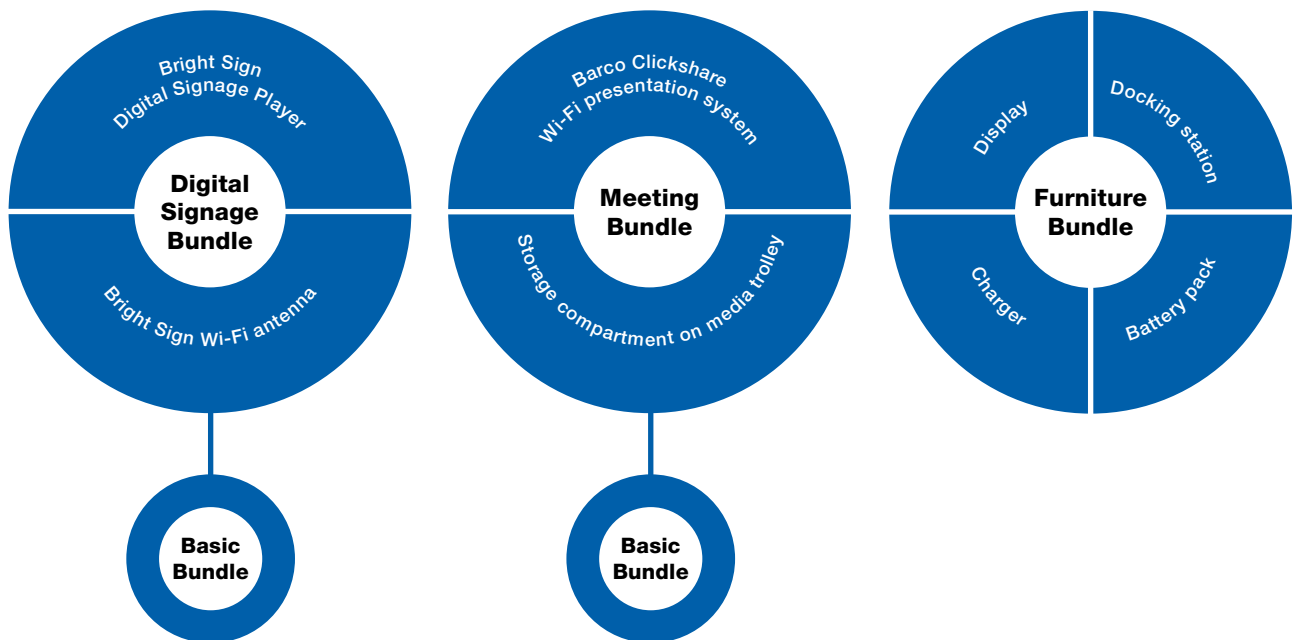 Bright Sign
Digital Signage Player
Digital
Signage
Bundle
Bright Sign Wi-Fi antenna
Basic
Bundle
Barco Clickshare
Wi-Fi presentation system
Meeting
Bundle
Storage compartment on media trolley
Basic
Bundle
Display
Docking station
Furniture
Bundle
Charger
Battery pack